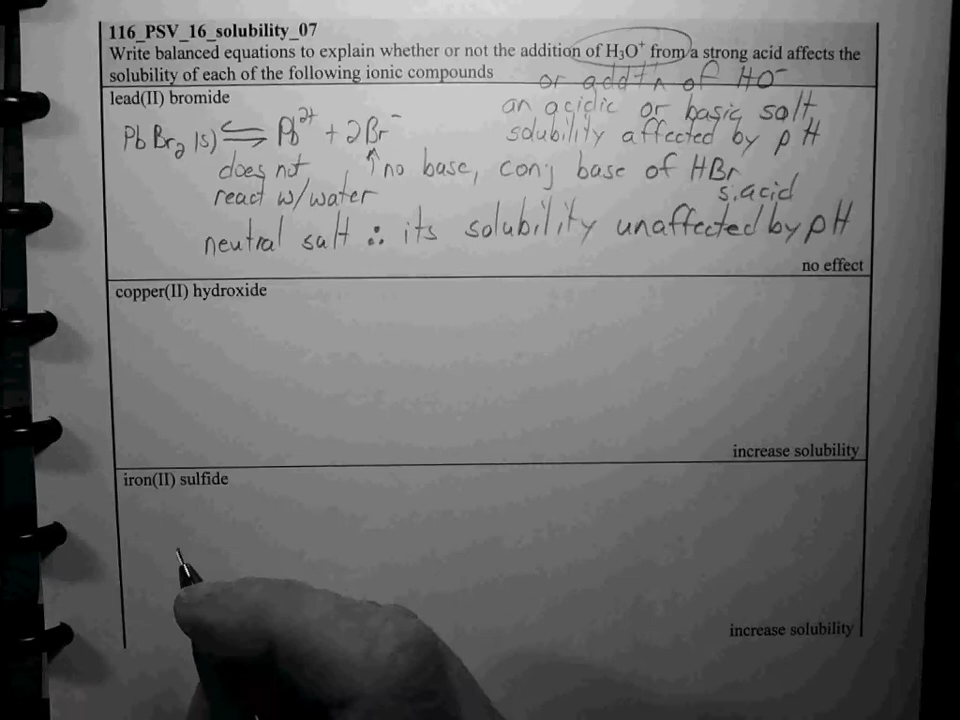 116_PSV_16_solubility_07
Write balanced equations to explain whether or not the addition of H₃O⁺ from a strong acid affects the
solubility of each of the following ionic compounds
or addtn of HO⁻
lead(II) bromide
an acidic or basic salt,
PbBr₂ (s) ⇌ Pb²⁺ + 2Br⁻
solubility affected by pH
does not
↑ no base, conj base of HBr
react w/water
s. acid
neutral salt ∴ its solubility unaffected by pH
no effect
copper(II) hydroxide
increase solubility
iron(II) sulfide
increase solubility